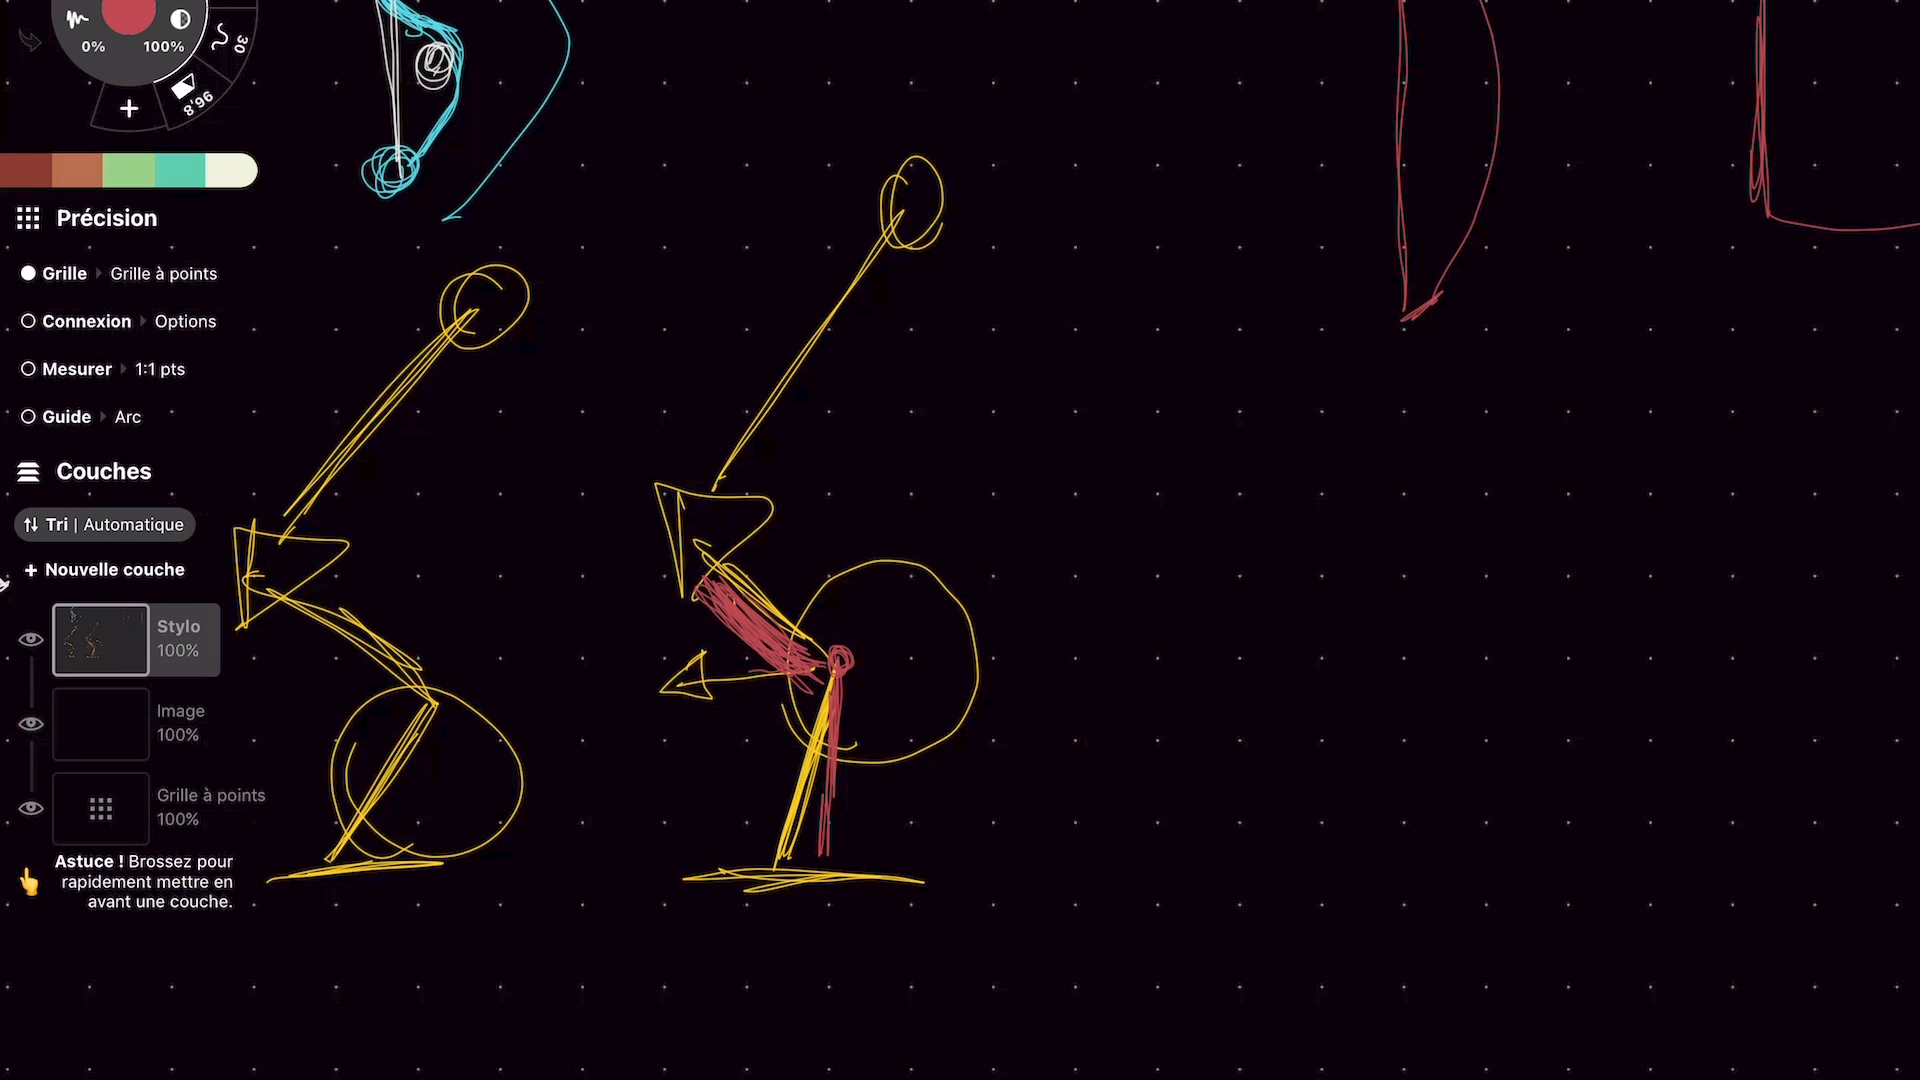 0% 100%
30
96,8
+
Précision
Grille Grille à points
Connexion Options
Mesurer 1:1 pts
Guide Arc
Couches
Tri | Automatique
+ Nouvelle couche
Stylo
100%
Image
100%
Grille à points
100%
Astuce ! Brossez pour
rapidement mettre en
avant une couche.